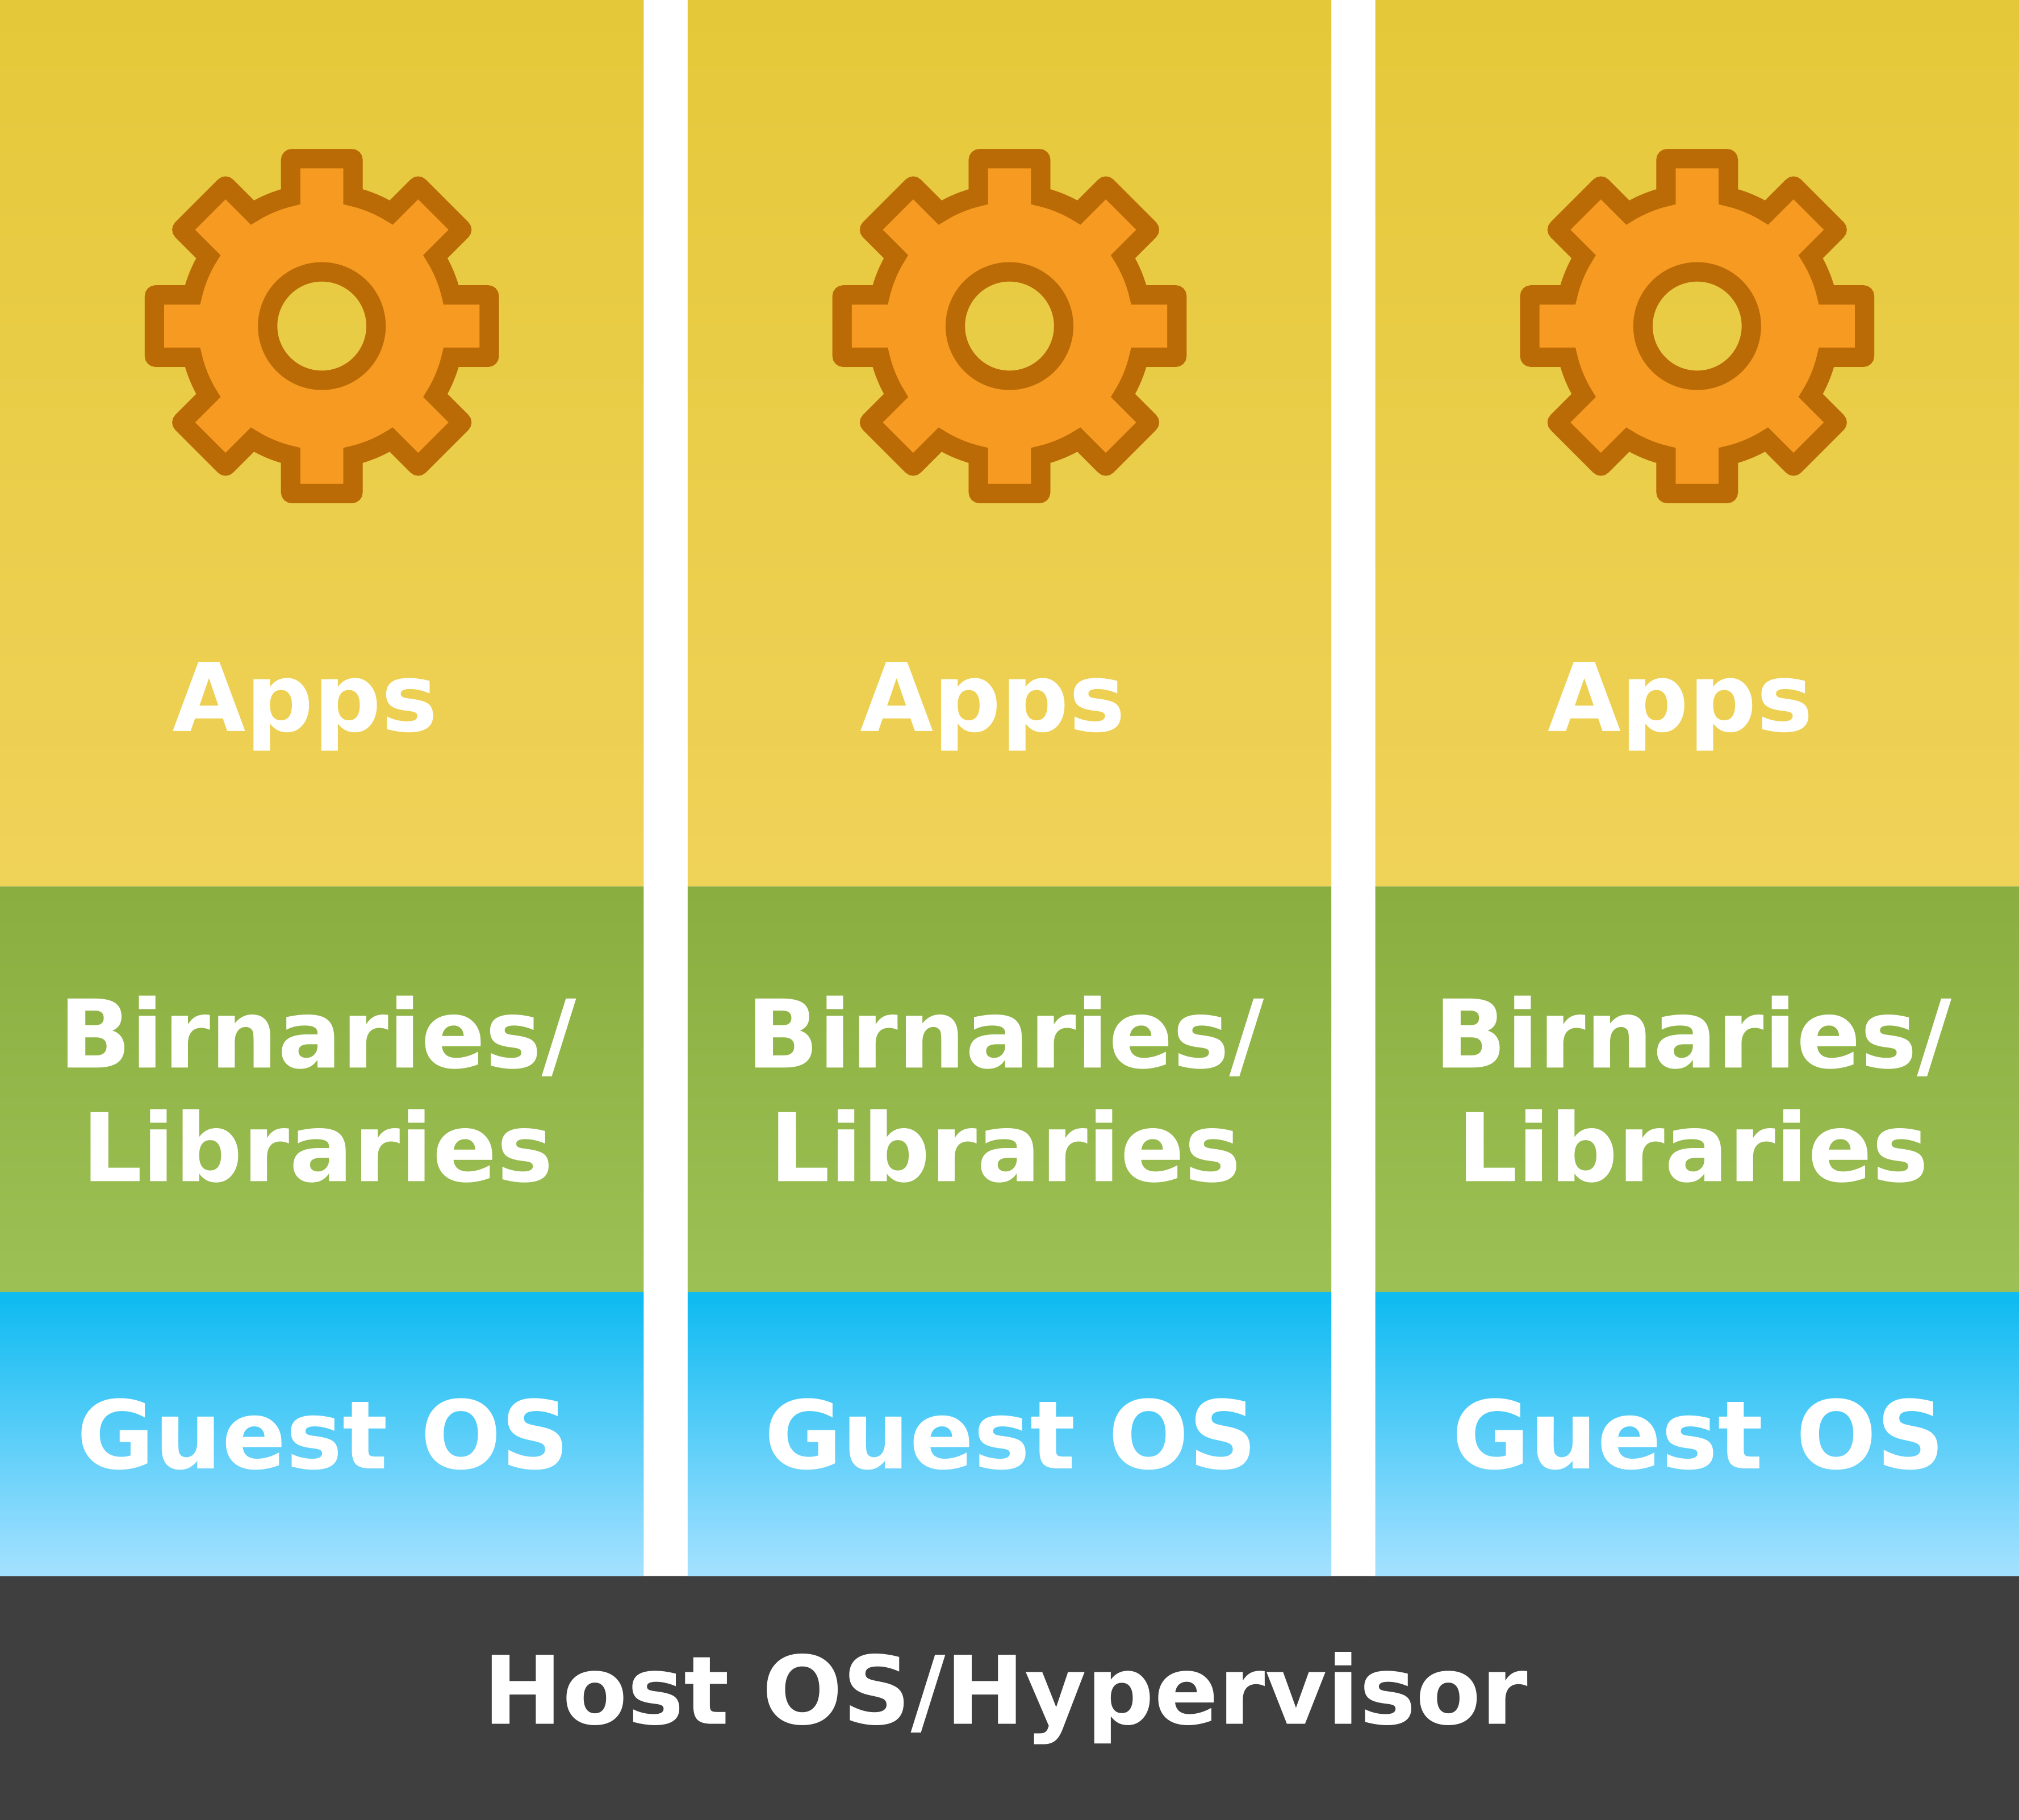 Apps
Apps
Apps
Birnaries/
Libraries
Birnaries/
Libraries
Birnaries/
Libraries
Guest OS
Guest OS
Guest OS
Host OS/Hypervisor